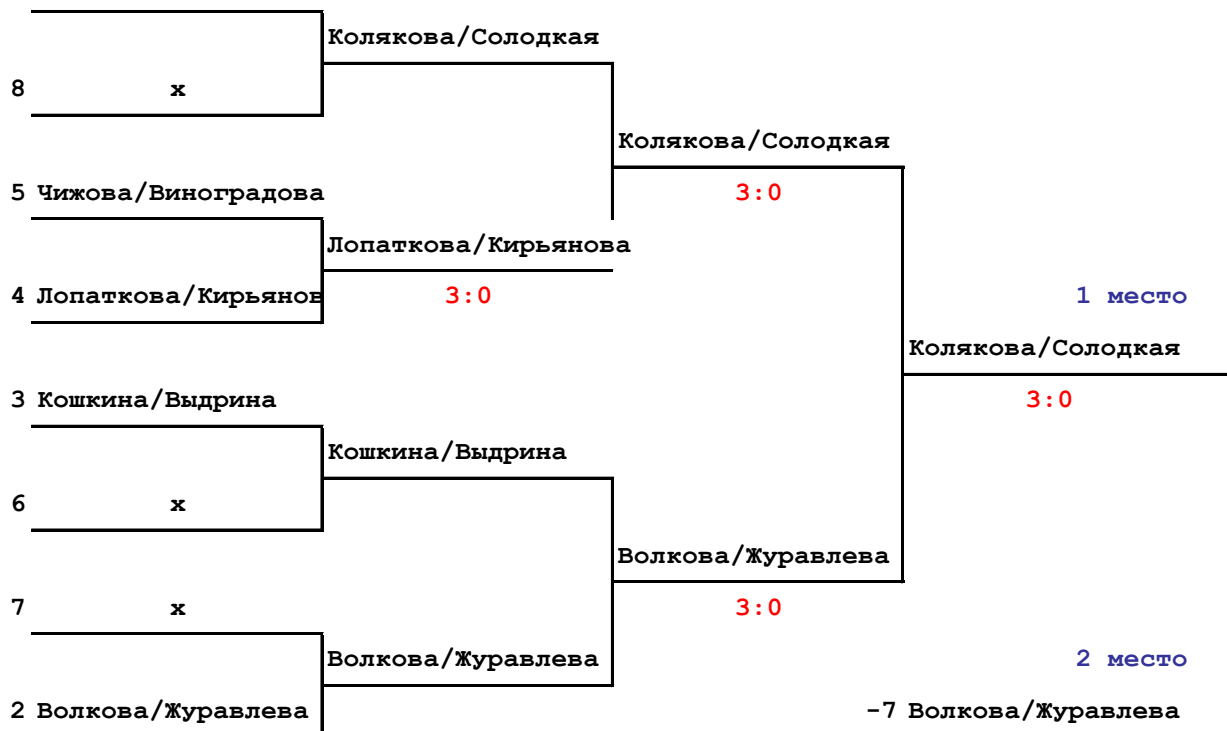 Колякова/Солодкая
8 х
Колякова/Солодкая
5 Чижова/Виноградова 3:0
Лопаткова/Кирьянова
4 Лопаткова/Кирьянов 3:0 1 место
Колякова/Солодкая
3 Кошкина/Выдрина 3:0
Кошкина/Выдрина
6 х
Волкова/Журавлева
7 х 3:0
Волкова/Журавлева 2 место
2 Волкова/Журавлева -7 Волкова/Журавлева